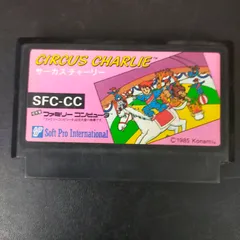 CIRCUS CHARLIE™
サーカスチャーリー
SFC-CC
ファミリーコンピュータ
Soft Pro International
©1985 Konami